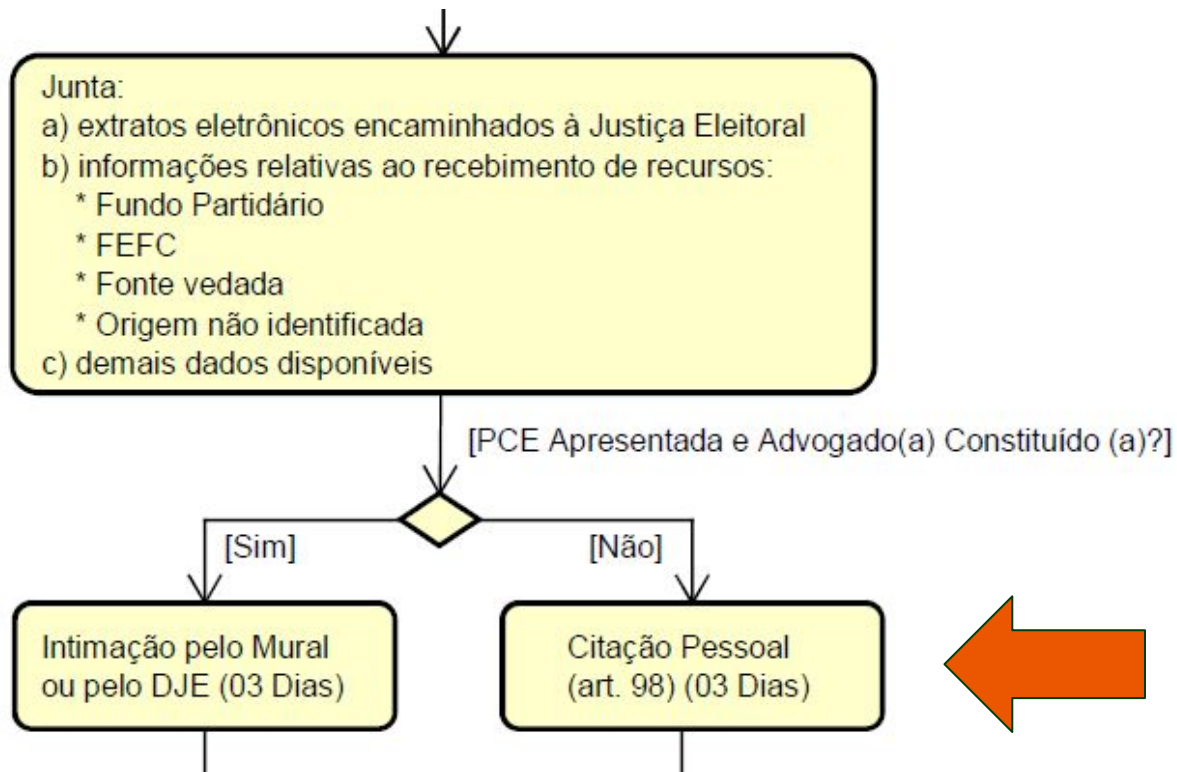 Junta:
a) extratos eletrônicos encaminhados à Justiça Eleitoral
b) informações relativas ao recebimento de recursos:
* Fundo Partidário
* FEFC
* Fonte vedada
* Origem não identificada
c) demais dados disponíveis
[PCE Apresentada e Advogado(a) Constituído (a)?]
[Sim]
[Não]
Intimação pelo Mural
ou pelo DJE (03 Dias)
Citação Pessoal
(art. 98) (03 Dias)